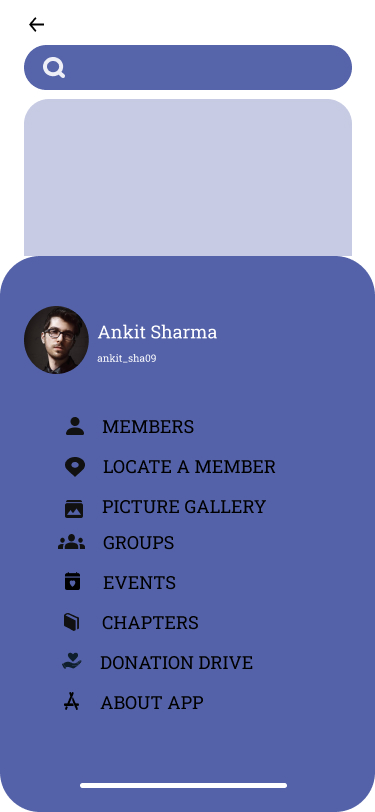 Ankit Sharma
ankit_sha09
MEMBERS
LOCATE A MEMBER
PICTURE GALLERY
GROUPS
EVENTS
CHAPTERS
DONATION DRIVE
ABOUT APP